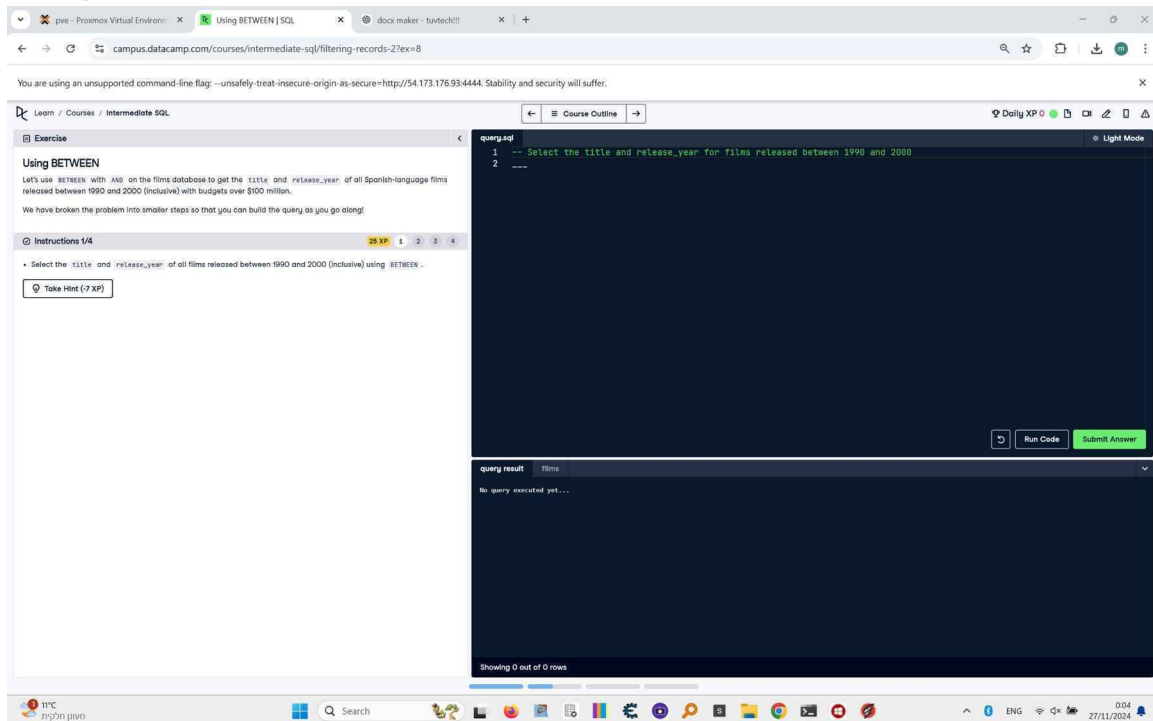 pve - Proxmox Virtual Environm
Using BETWEEN | SQL
docx maker - tuvtech!!!
campus.datacamp.com/courses/intermediate-sql/filtering-records-2?ex=8
You are using an unsupported command-line flag: --unsafely-treat-insecure-origin-as-secure=http://54.173.176.93:4444. Stability and security will suffer.
Learn / Courses / Intermediate SQL
Course Outline
Daily XP 0
Exercise
Using BETWEEN
Let's use BETWEEN with AND on the films database to get the title and release_year of all Spanish-language films
released between 1990 and 2000 (inclusive) with budgets over $100 million.
We have broken the problem into smaller steps so that you can build the query as you go along!
Instructions 1/4
25 XP
1 2 3 4
• Select the title and release_year of all films released between 1990 and 2000 (inclusive) using BETWEEN .
Take Hint (-7 XP)
query.sql
Light Mode
1 -- Select the title and release_year for films released between 1990 and 2000
2 ___
Run Code
Submit Answer
query result films
No query executed yet...
Showing 0 out of 0 rows
1
11°C
מעונן חלקית
Search
ENG
0:04
27/11/2024